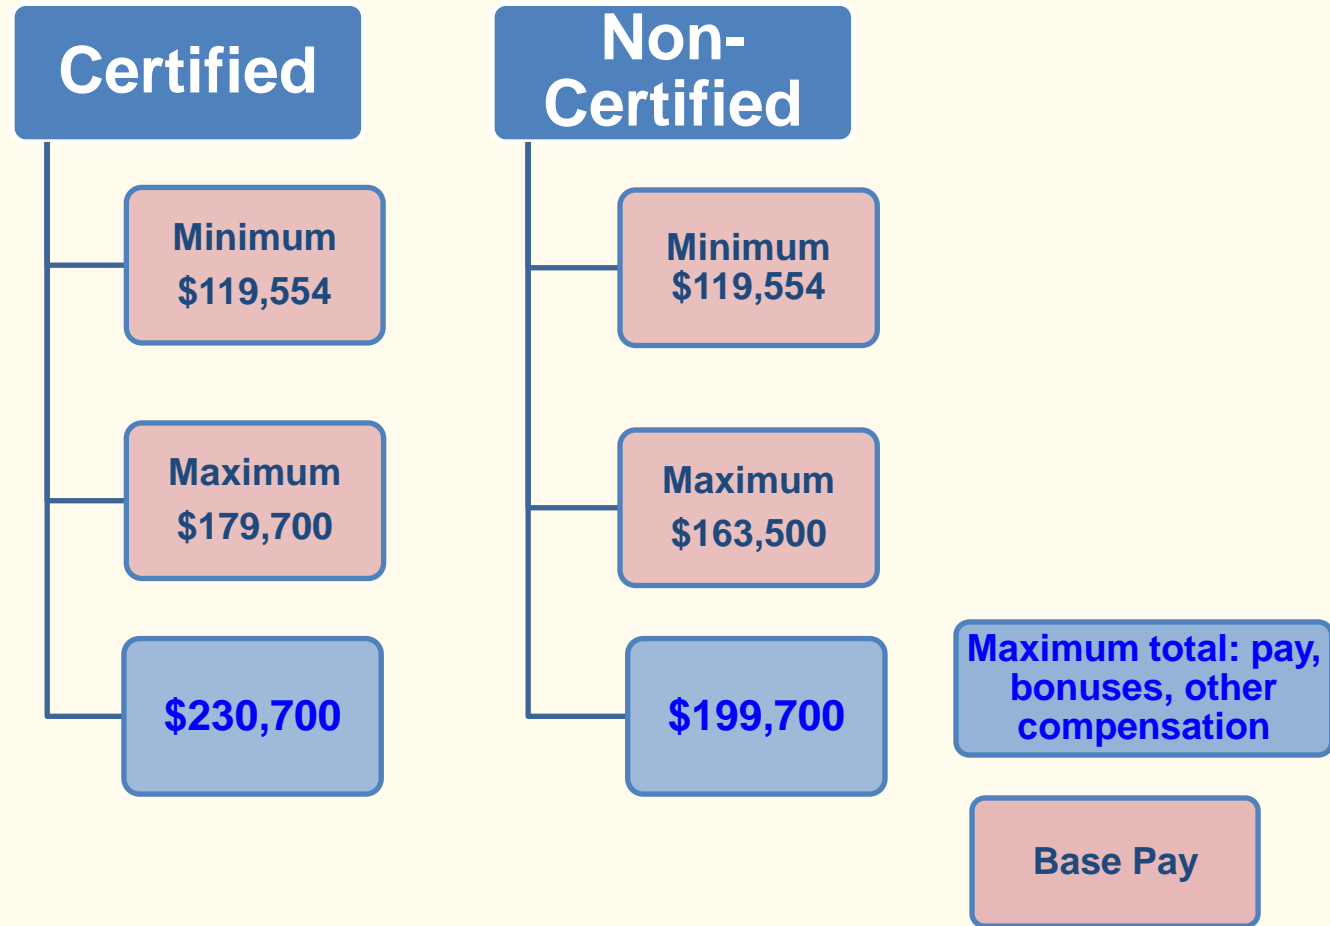 Certified
Minimum
$119,554
Maximum
$179,700
$230,700
Non-
Certified
Minimum
$119,554
Maximum
$163,500
$199,700
Maximum total: pay,
bonuses, other
compensation
Base Pay